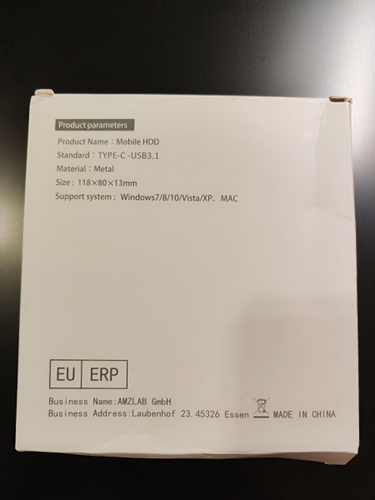 Product parameters
Product Name : Mobile HDD
Standard : TYPE-C -USB3.1
Material : Metal
Size : 118×80×13mm
Support system : Windows7/8/10/Vista/XP. MAC
EU ERP
Business Name:AMZLAB GmbH
Business Address:Laubenhof 23,45326 Essen MADE IN CHINA